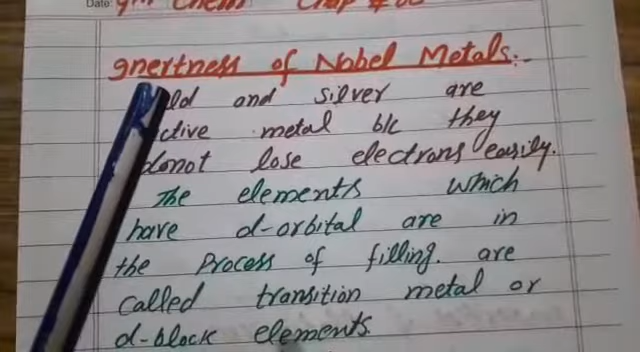 Date:
Inertness of Nobel Metals:-
and silver are
metal b/c they
donot lose electrons easily.
The elements which
have d-orbital are in
the Process of filling. are
called transition metal or
d-block elements.